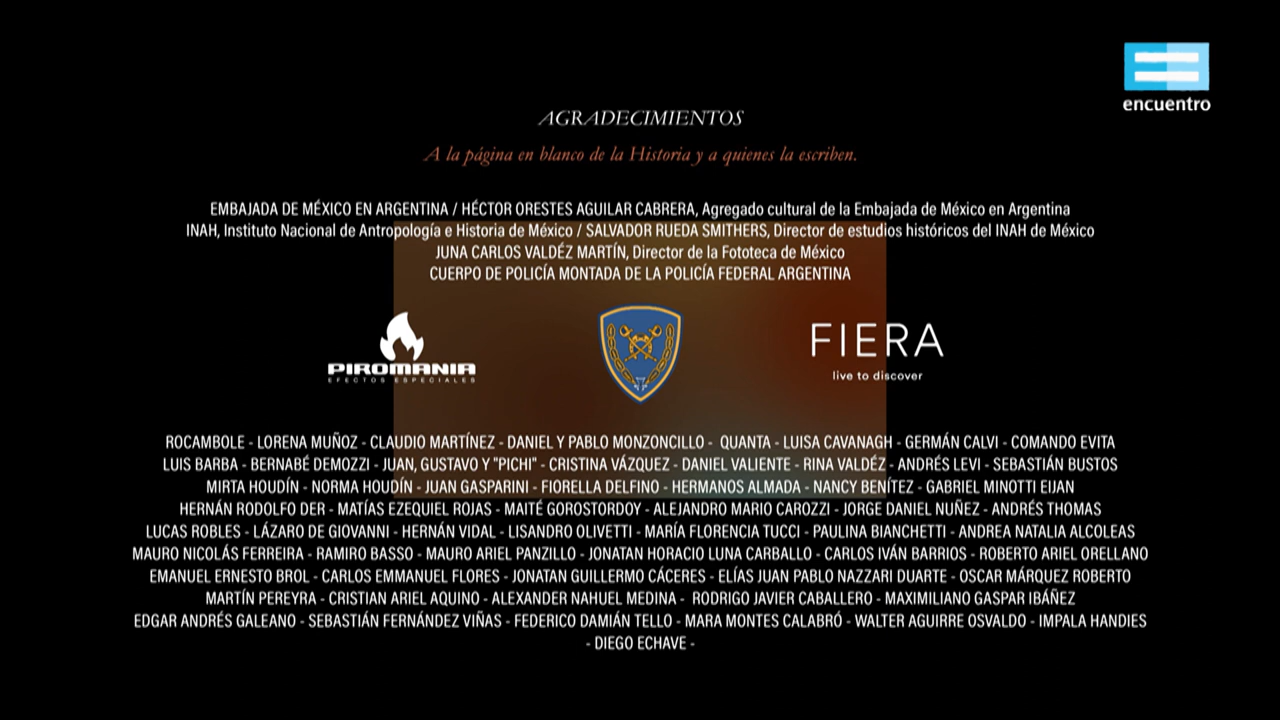 encuentro
AGRADECIMIENTOS
A la página en blanco de la Historia y a quienes la escriben.
EMBAJADA DE MÉXICO EN ARGENTINA / HÉCTOR ORESTES AGUILAR CABRERA, Agregado cultural de la Embajada de México en Argentina
INAH, Instituto Nacional de Antropología e Historia de México / SALVADOR RUEDA SMITHERS, Director de estudios históricos del INAH de México
JUNA CARLOS VALDÉZ MARTÍN, Director de la Fototeca de México
CUERPO DE POLICÍA MONTADA DE LA POLICÍA FEDERAL ARGENTINA
PIROMANIA
EFECTOS ESPECIALES
FIERA
live to discover
ROCAMBOLE - LORENA MUÑOZ - CLAUDIO MARTÍNEZ - DANIEL Y PABLO MONZONCILLO - QUANTA - LUISA CAVANAGH - GERMÁN CALVI - COMANDO EVITA
LUIS BARBA - BERNABÉ DEMOZZI - JUAN, GUSTAVO Y "PICHI" - CRISTINA VÁZQUEZ - DANIEL VALIENTE - RINA VALDÉZ - ANDRÉS LEVI - SEBASTIÁN BUSTOS
MIRTA HOUDÍN - NORMA HOUDÍN - JUAN GASPARINI - FIORELLA DELFINO - HERMANOS ALMADA - NANCY BENÍTEZ - GABRIEL MINOTTI EIJAN
HERNÁN RODOLFO DER - MATÍAS EZEQUIEL ROJAS - MAITÉ GOROSTORDOY - ALEJANDRO MARIO CAROZZI - JORGE DANIEL NUÑEZ - ANDRÉS THOMAS
LUCAS ROBLES - LÁZARO DE GIOVANNI - HERNÁN VIDAL - LISANDRO OLIVETTI - MARÍA FLORENCIA TUCCI - PAULINA BIANCHETTI - ANDREA NATALIA ALCOLEAS
MAURO NICOLÁS FERREIRA - RAMIRO BASSO - MAURO ARIEL PANZILLO - JONATAN HORACIO LUNA CARBALLO - CARLOS IVÁN BARRIOS - ROBERTO ARIEL ORELLANO
EMANUEL ERNESTO BROL - CARLOS EMMANUEL FLORES - JONATAN GUILLERMO CÁCERES - ELÍAS JUAN PABLO NAZZARI DUARTE - OSCAR MÁRQUEZ ROBERTO
MARTÍN PEREYRA - CRISTIAN ARIEL AQUINO - ALEXANDER NAHUEL MEDINA - RODRIGO JAVIER CABALLERO - MAXIMILIANO GASPAR IBÁÑEZ
EDGAR ANDRÉS GALEANO - SEBASTIÁN FERNÁNDEZ VIÑAS - FEDERICO DAMIÁN TELLO - MARA MONTES CALABRÓ - WALTER AGUIRRE OSVALDO - IMPALA HANDIES
- DIEGO ECHAVE -